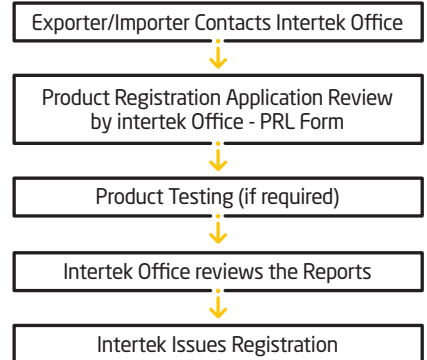 Exporter/Importer Contacts Intertek Office
Product Registration Application Review
by intertek Office - PRL Form
Product Testing (if required)
Intertek Office reviews the Reports
Intertek Issues Registration